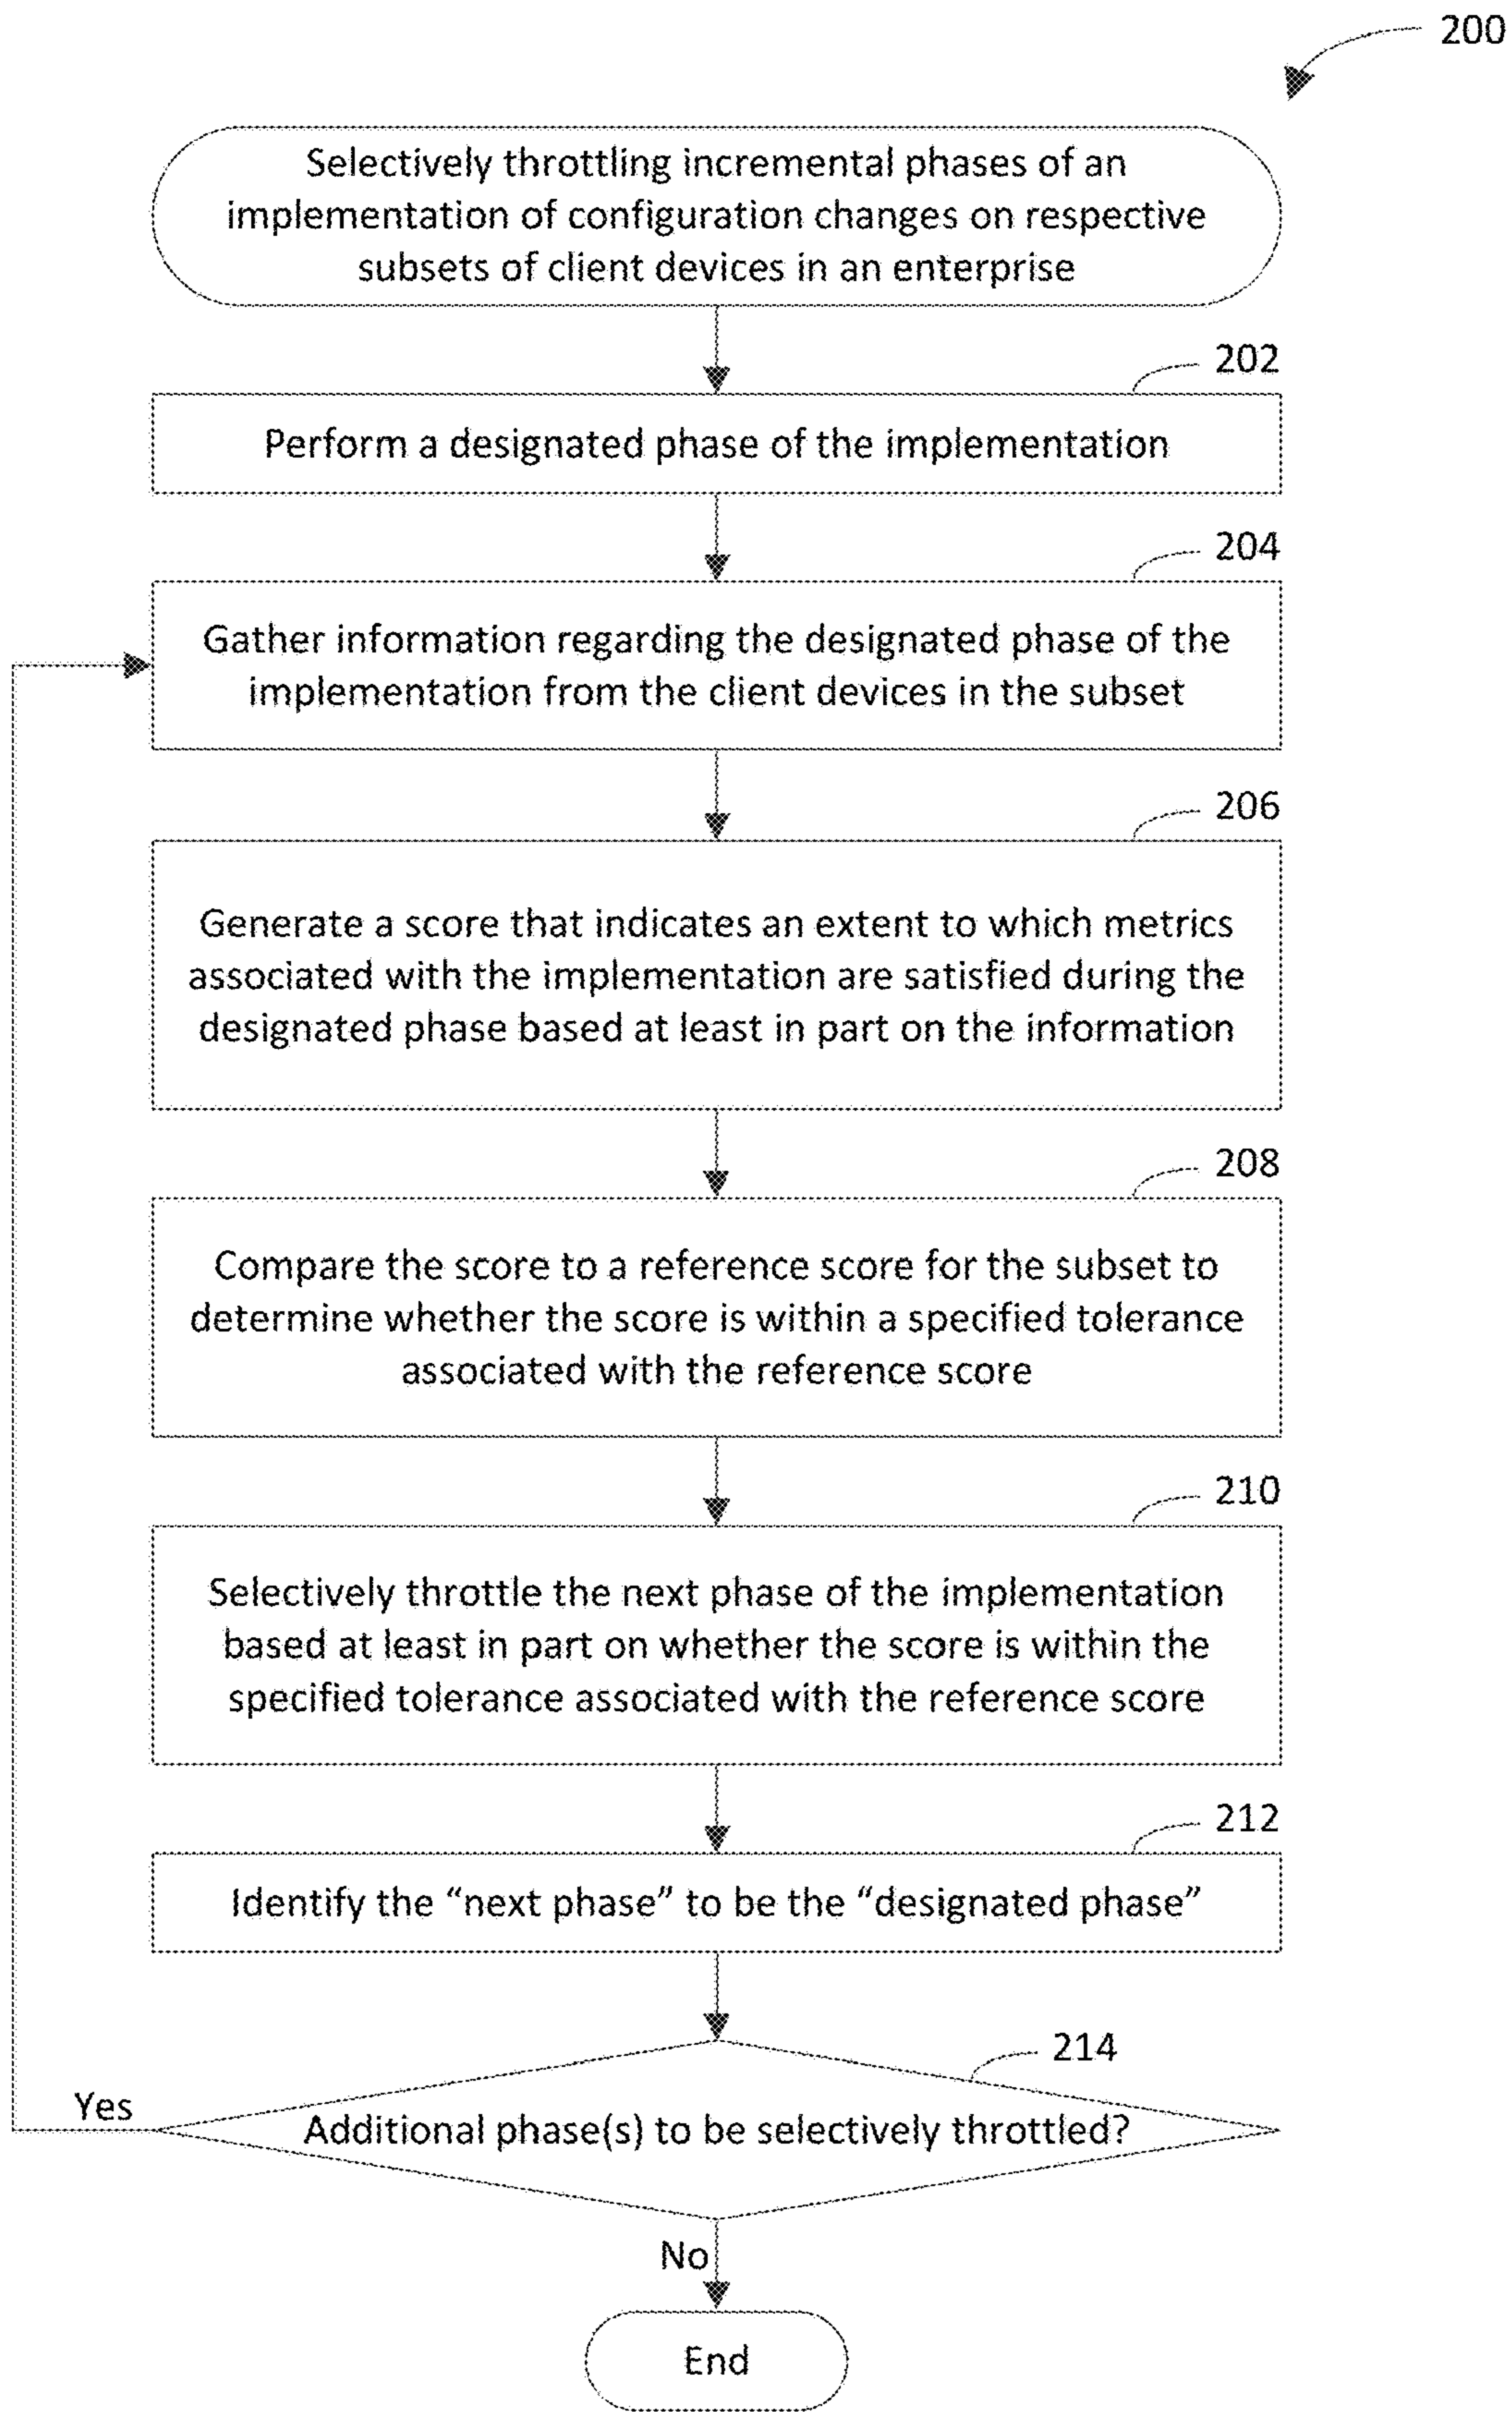 200
Selectively throttling incremental phases of an
implementation of configuration changes on respective
subsets of client devices in an enterprise
202
Perform a designated phase of the implementation
204
Gather information regarding the designated phase of the
implementation from the client devices in the subset
206
Generate a score that indicates an extent to which metrics
associated with the implementation are satisfied during the
designated phase based at least in part on the information
208
Compare the score to a reference score for the subset to
determine whether the score is within a specified tolerance
associated with the reference score
210
Selectively throttle the next phase of the implementation
based at least in part on whether the score is within the
specified tolerance associated with the reference score
212
Identify the “next phase” to be the “designated phase”
214
Yes
Additional phase(s) to be selectively throttled?
No
End